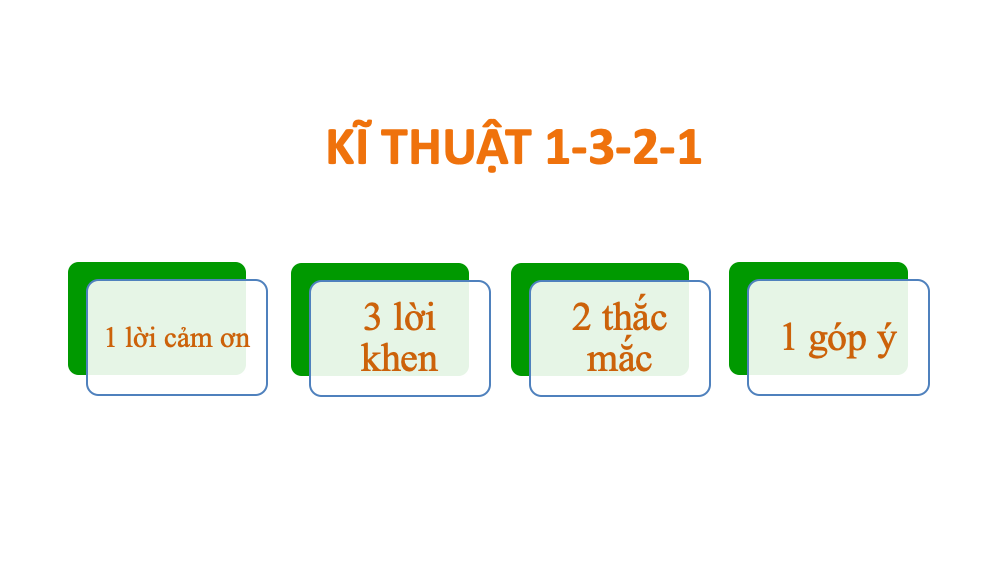 KĨ THUẬT 1-3-2-1
1 lời cảm ơn
3 lời
khen
2 thắc
mắc
1 góp ý